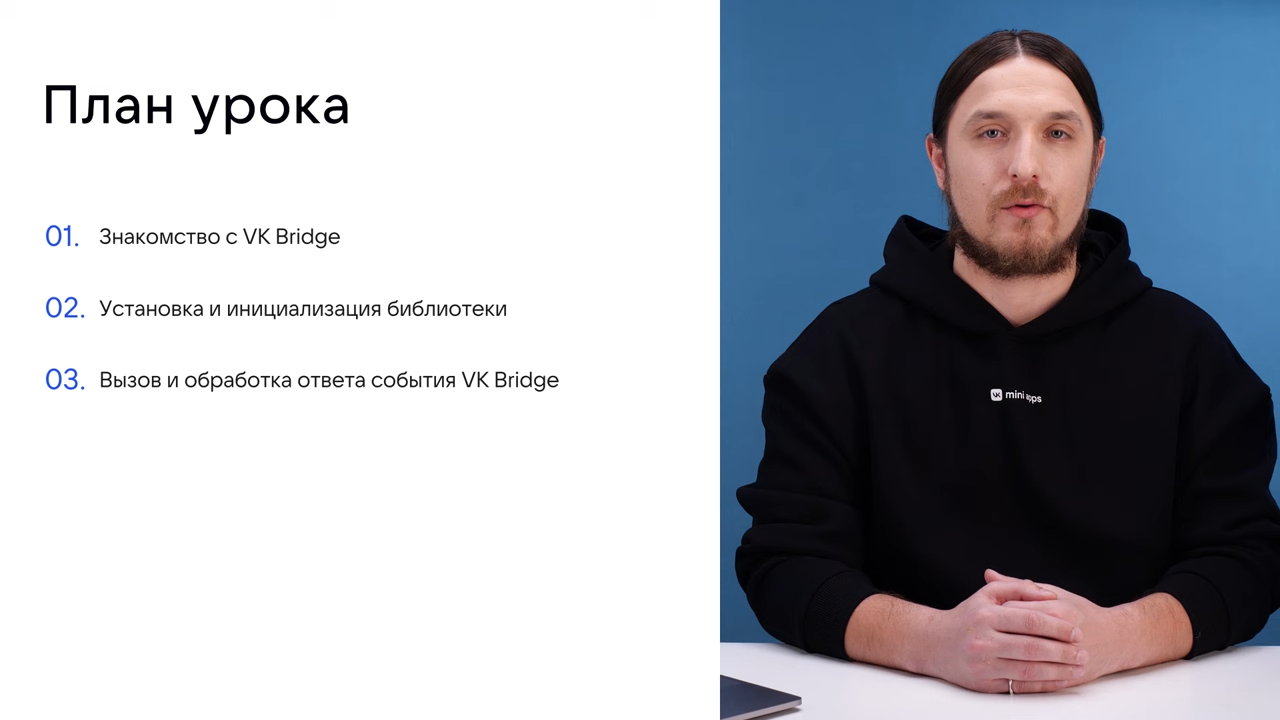 План урока
01. Знакомство с VK Bridge
02. Установка и инициализация библиотеки
03. Вызов и обработка ответа события VK Bridge
VK mini apps